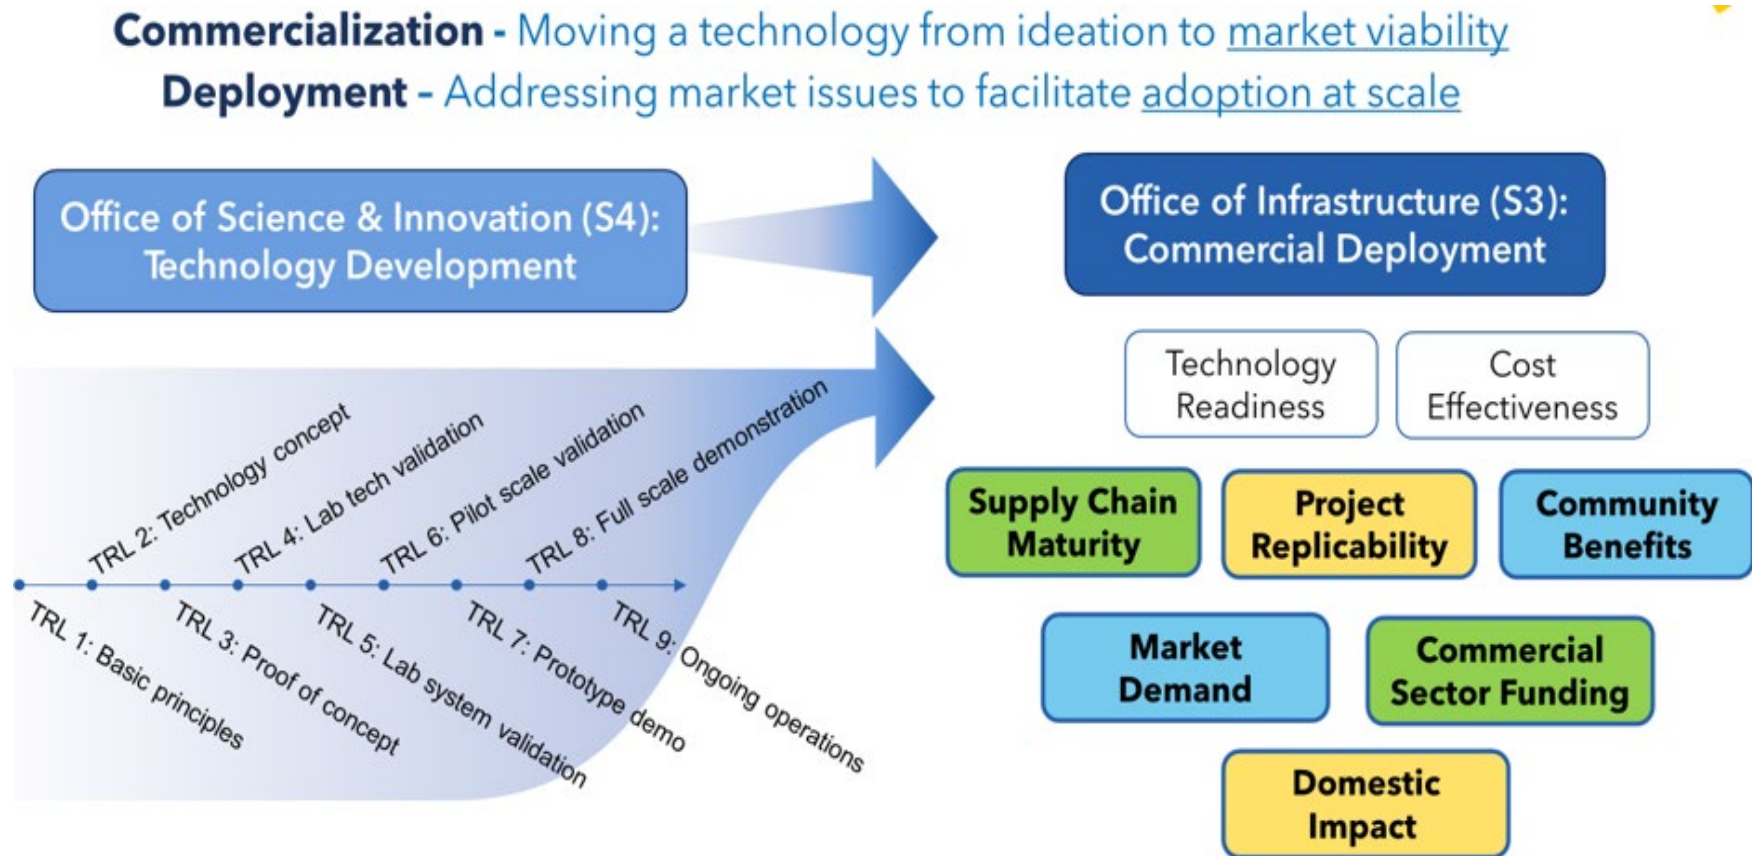 Commercialization - Moving a technology from ideation to market viability
Deployment – Addressing market issues to facilitate adoption at scale
Office of Science & Innovation (S4):
Technology Development
Office of Infrastructure (S3):
Commercial Deployment
TRL 1: Basic principles
TRL 2: Technology concept
TRL 3: Proof of concept
TRL 4: Lab tech validation
TRL 5: Lab system validation
TRL 6: Pilot scale validation
TRL 7: Prototype demo
TRL 8: Full scale demonstration
TRL 9: Ongoing operations
Technology
Readiness
Cost
Effectiveness
Supply Chain
Maturity
Project
Replicability
Community
Benefits
Market
Demand
Commercial
Sector Funding
Domestic
Impact